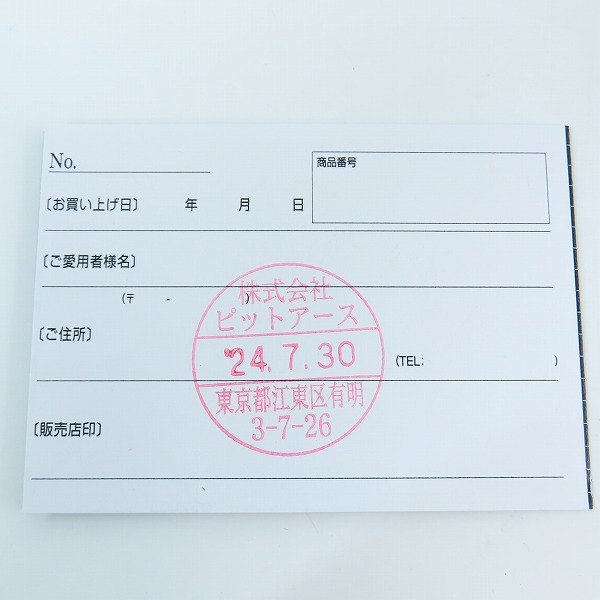 No.
商品番号
〔お買い上げ日〕 年 月 日
〔ご愛用者様名〕
(〒 - )
〔ご住所〕
(TEL: )
〔販売店印〕
株式会社
ピットアース
'24.7.30
東京都江東区有明
3-7-26